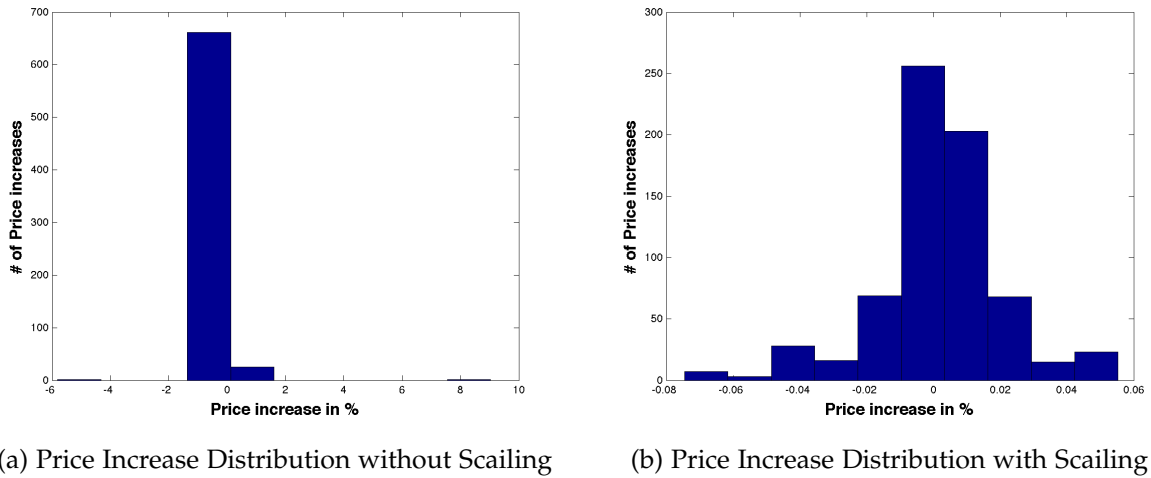 700
600
500
400
300
200
100
0
-6 -4 -2 0 2 4 6 8 10
# of Price increases
Price increase in %
(a) Price Increase Distribution without Scailing
300
250
200
150
100
50
0
-0.08 -0.06 -0.04 -0.02 0 0.02 0.04 0.06
# of Price increases
Price increase in %
(b) Price Increase Distribution with Scailing